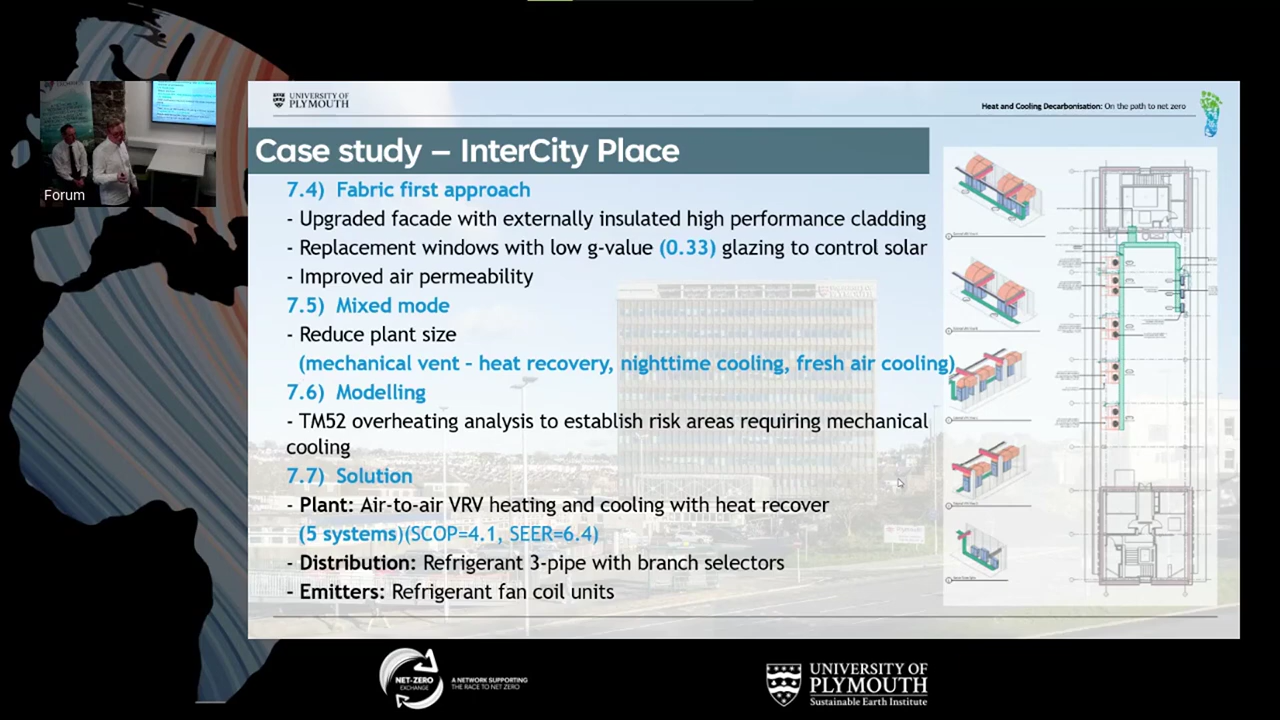 UNIVERSITY OF
PLYMOUTH
Heat and Cooling Decarbonisation: On the path to net zero
Case study – InterCity Place
7.4) Fabric first approach
- Upgraded facade with externally insulated high performance cladding
- Replacement windows with low g-value (0.33) glazing to control solar
- Improved air permeability
7.5) Mixed mode
- Reduce plant size
(mechanical vent – heat recovery, nighttime cooling, fresh air cooling)
7.6) Modelling
- TM52 overheating analysis to establish risk areas requiring mechanical
cooling
7.7) Solution
- Plant: Air-to-air VRV heating and cooling with heat recover
(5 systems)(SCOP=4.1, SEER=6.4)
- Distribution: Refrigerant 3-pipe with branch selectors
- Emitters: Refrigerant fan coil units
Forum
NET-ZERO
EXCHANGE
A NETWORK SUPPORTING
THE RACE TO NET ZERO
UNIVERSITY OF
PLYMOUTH
Sustainable Earth Institute